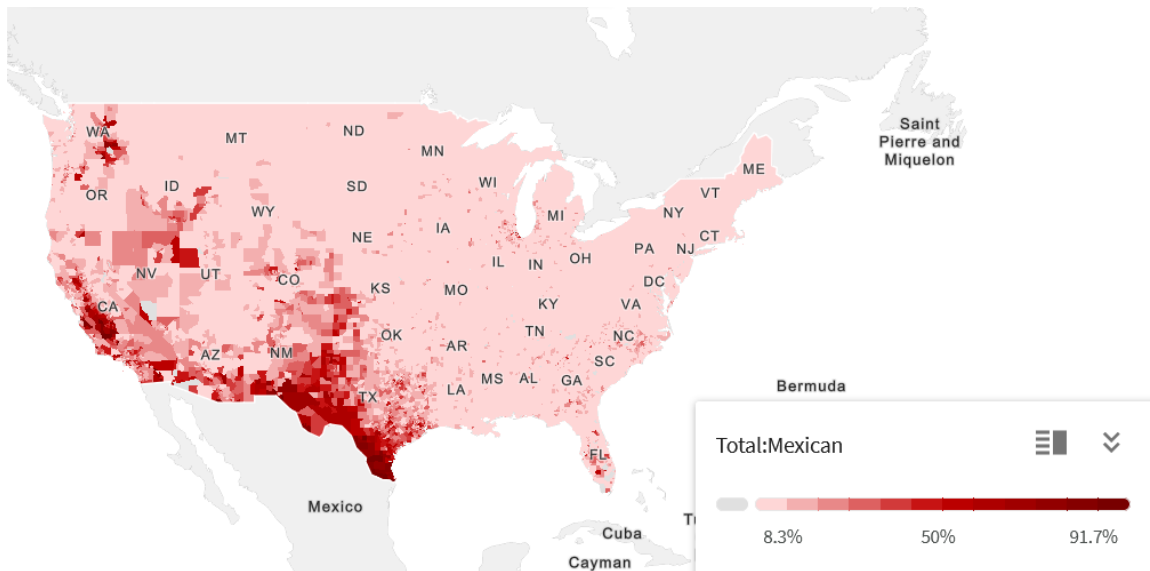 Saint
Pierre and
Miquelon
WA
MT
ND
MN
ME
OR
ID
SD
WI
VT
WY
MI
NY
NE
IA
CT
PA
NJ
NV
UT
CO
IL
IN
OH
DC
KS
MO
KY
VA
CA
OK
TN
NC
AZ
NM
AR
SC
TX
LA
MS
AL
GA
Bermuda
FL
Mexico
Cuba
Cayman
Total:Mexican
8.3%
50%
91.7%